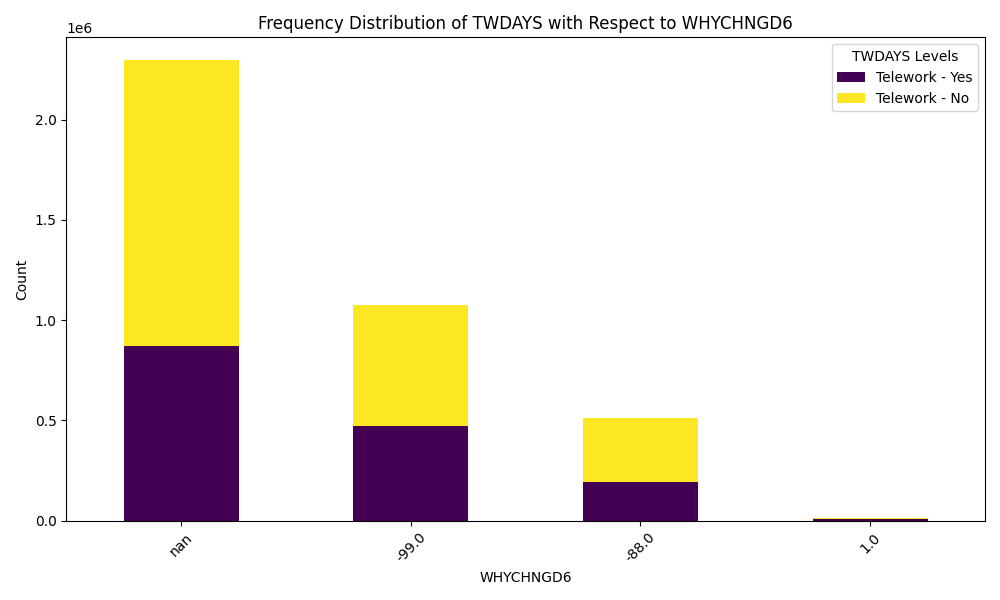 Frequency Distribution of TWDAYS with Respect to WHYCHNGD6
1e6
TWDAYS Levels
Telework - Yes
Telework - No
2.0
1.5
1.0
0.5
0.0
Count
nan
-99.0
-88.0
1.0
WHYCHNGD6